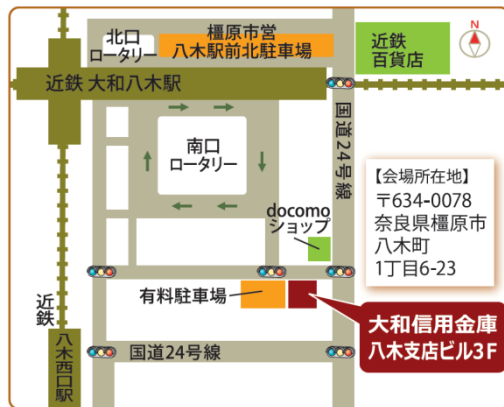 北口
ロータリー
橿原市営
八木駅前北駐車場
近鉄
百貨店
N
近鉄 大和八木駅
国道24号線
南口
ロータリー
docomo
ショップ
【会場所在地】
〒634-0078
奈良県橿原市
八木町
1丁目6-23
有料駐車場
近鉄
大和信用金庫
八木支店ビル3F
八木西口駅
国道24号線